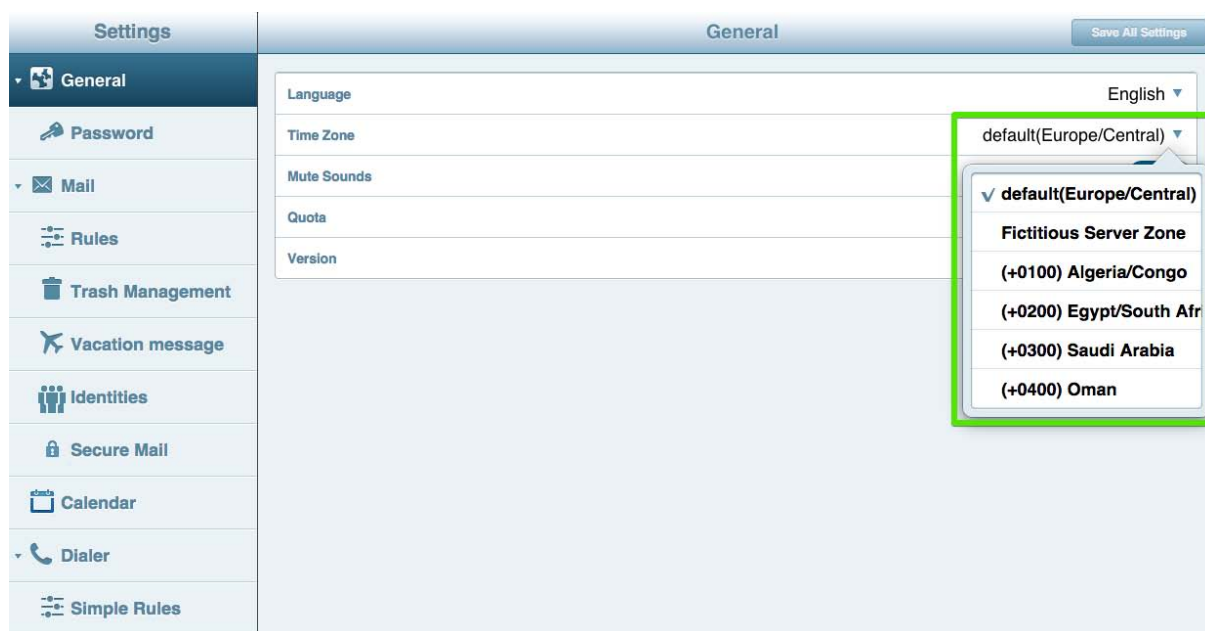 Settings
General
Save All Settings
General
Password
Mail
Rules
Trash Management
Vacation message
Identities
Secure Mail
Calendar
Dialer
Simple Rules
Language
English
Time Zone
default(Europe/Central)
Mute Sounds
Quota
Version
default(Europe/Central)
Fictitious Server Zone
(+0100) Algeria/Congo
(+0200) Egypt/South Afr
(+0300) Saudi Arabia
(+0400) Oman